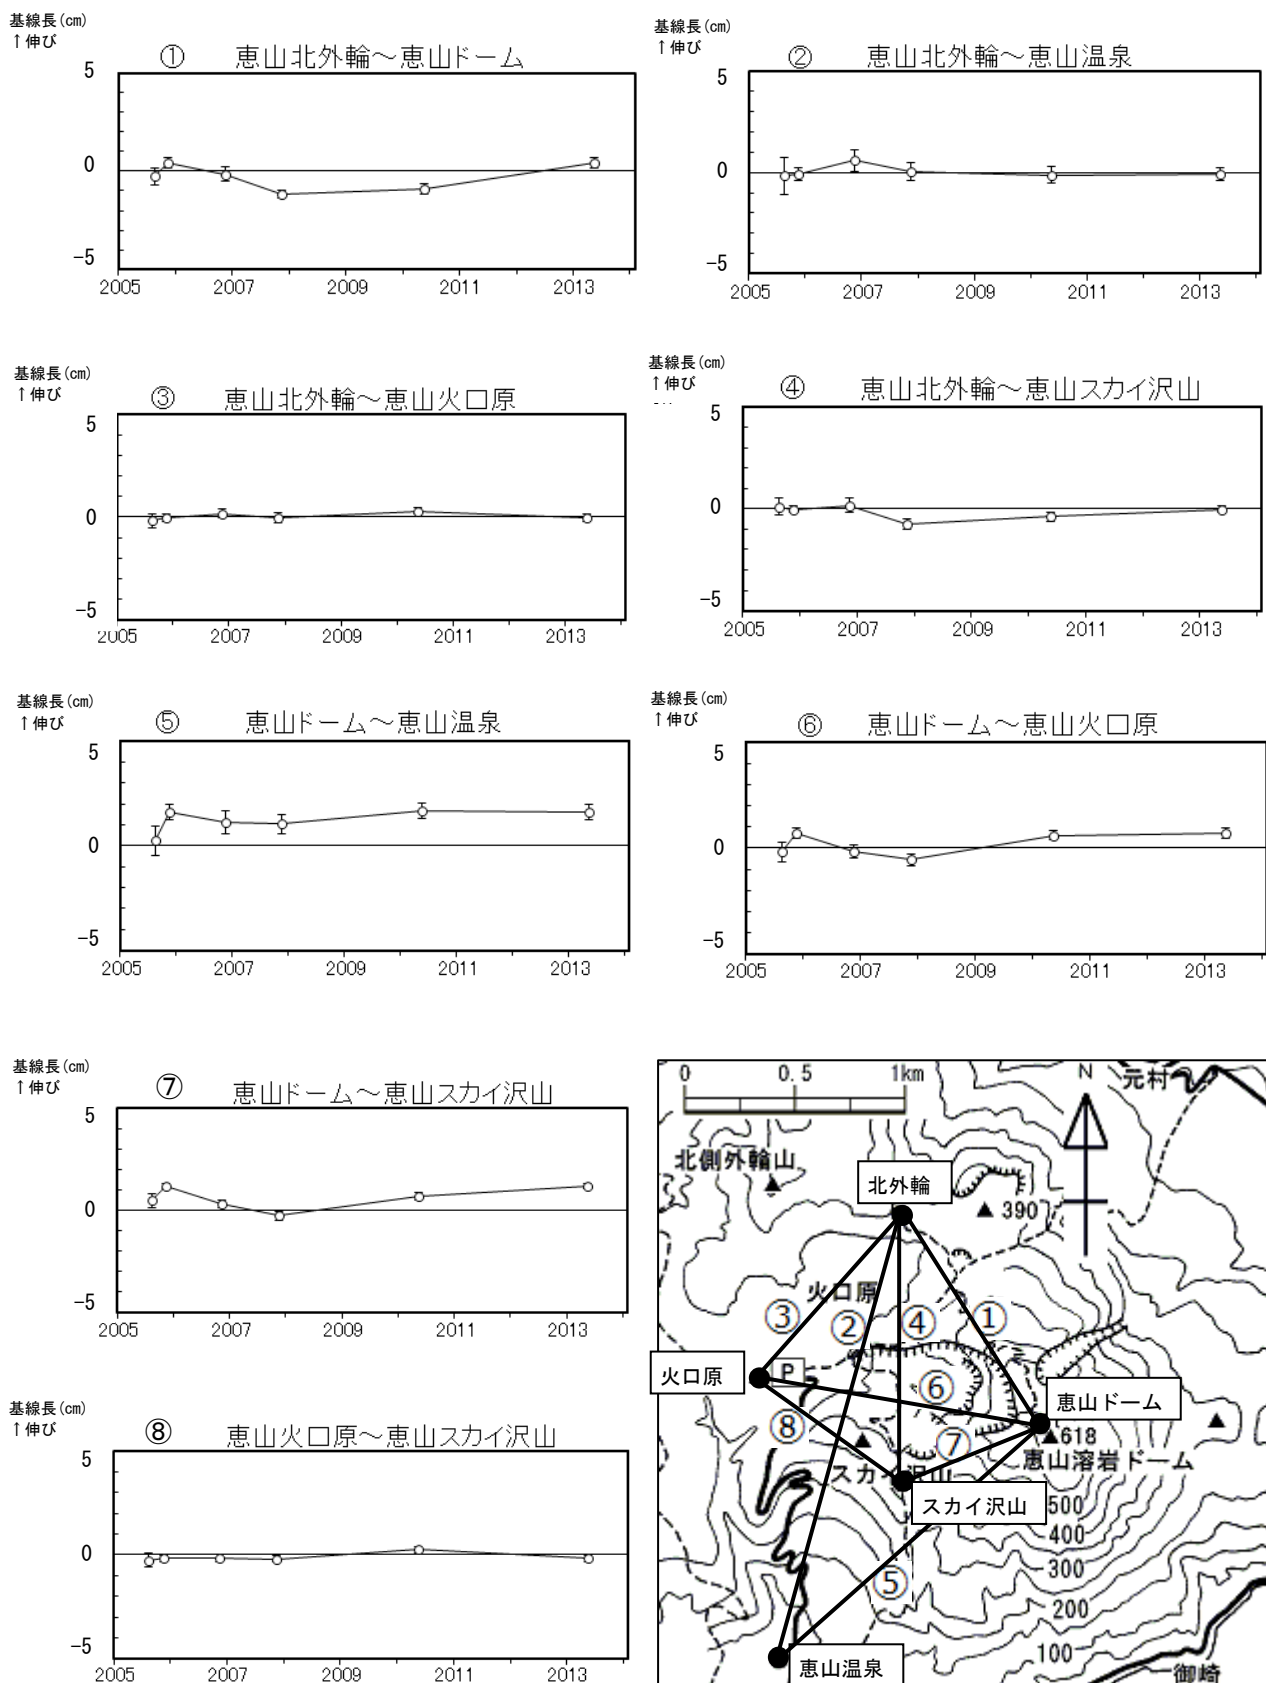 基線長(cm)
↑伸び
① 恵山北外輪～恵山ドーム
5
0
-5
2005 2007 2009 2011 2013
基線長(cm)
↑伸び
② 恵山北外輪～恵山温泉
5
0
-5
2005 2007 2009 2011 2013
基線長(cm)
↑伸び
③ 恵山北外輪～恵山火口原
5
0
-5
2005 2007 2009 2011 2013
基線長(cm)
↑伸び
④ 恵山北外輪～恵山スカイ沢山
5
0
-5
2005 2007 2009 2011 2013
基線長(cm)
↑伸び
⑤ 恵山ドーム～恵山温泉
5
0
-5
2005 2007 2009 2011 2013
基線長(cm)
↑伸び
⑥ 恵山ドーム～恵山火口原
5
0
-5
2005 2007 2009 2011 2013
基線長(cm)
↑伸び
⑦ 恵山ドーム～恵山スカイ沢山
5
0
-5
2005 2007 2009 2011 2013
基線長(cm)
↑伸び
⑧ 恵山火口原～恵山スカイ沢山
5
0
-5
2005 2007 2009 2011 2013
0 0.5 1km
N
元村
北側外輪山
北外輪
390
火口原
③ ② ④ ①
火口原
P
⑥
恵山ドーム
⑧
⑦
618
スカイ沢山
恵山溶岩ドーム
スカイ沢山
500
400
300
⑤
200
100
恵山温泉
御崎